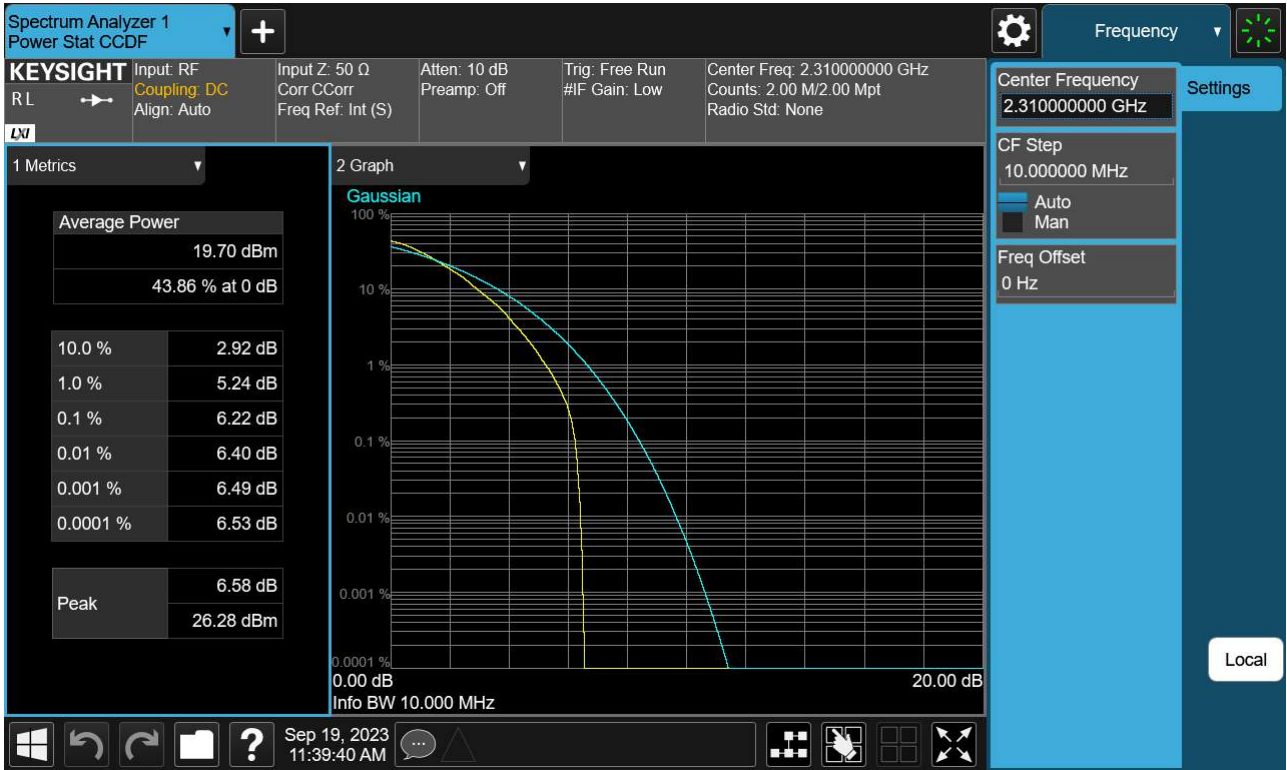 Spectrum Analyzer 1
Power Stat CCDF
+
Frequency
KEYSIGHT
R L
LXI
Input: RF
Coupling: DC
Align: Auto
Input Z: 50 Ω
Corr CCorr
Freq Ref: Int (S)
Atten: 10 dB
Preamp: Off
Trig: Free Run
#IF Gain: Low
Center Freq: 2.310000000 GHz
Counts: 2.00 M/2.00 Mpt
Radio Std: None
1 Metrics
Average Power
19.70 dBm
43.86 % at 0 dB
10.0 % 2.92 dB
1.0 % 5.24 dB
0.1 % 6.22 dB
0.01 % 6.40 dB
0.001 % 6.49 dB
0.0001 % 6.53 dB
Peak
6.58 dB
26.28 dBm
2 Graph
Gaussian
100 %
10 %
1 %
0.1 %
0.01 %
0.001 %
0.0001 %
0.00 dB 20.00 dB
Info BW 10.000 MHz
Center Frequency
2.310000000 GHz
CF Step
10.000000 MHz
Auto
Man
Freq Offset
0 Hz
Settings
Local
?
Sep 19, 2023
11:39:40 AM